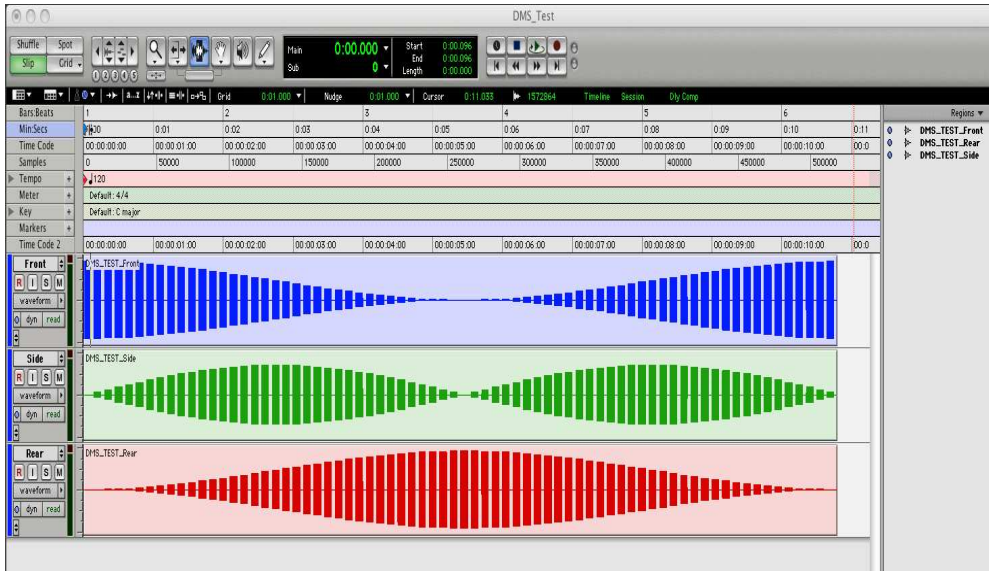 DMS_Test
Shuffle Spot
Slip Grid
Main 0:00.000 Start 0:00.096
End 0:00.096
Sub 0 Length 0:00.000
Grid 0:01.000 Nudge 0:01.000 Cursor 0:11.033 1572864 Timeline Session Dly Comp
Bars:Beats 1 2 3 4 5 6
Min:Secs 0:01 0:02 0:03 0:04 0:05 0:06 0:07 0:08 0:09 0:10 0:11
Time Code 00:00:00:00 00:00:01:00 00:00:02:00 00:00:03:00 00:00:04:00 00:00:05:00 00:00:06:00 00:00:07:00 00:00:08:00 00:00:09:00 00:00:10:00 00:0
Samples 0 50000 100000 150000 200000 250000 300000 350000 400000 450000 500000
Tempo + 120
Meter + Default: 4/4
Key + Default: C major
Markers +
Time Code 2 00:00:00:00 00:00:01:00 00:00:02:00 00:00:03:00 00:00:04:00 00:00:05:00 00:00:06:00 00:00:07:00 00:00:08:00 00:00:09:00 00:00:10:00 00:0
Front DMS_TEST_Front
R I S M
waveform
dyn read
Side DMS_TEST_Side
R I S M
waveform
dyn read
Rear DMS_TEST_Rear
R I S M
waveform
dyn read
Regions
DMS_TEST_Front
DMS_TEST_Rear
DMS_TEST_Side